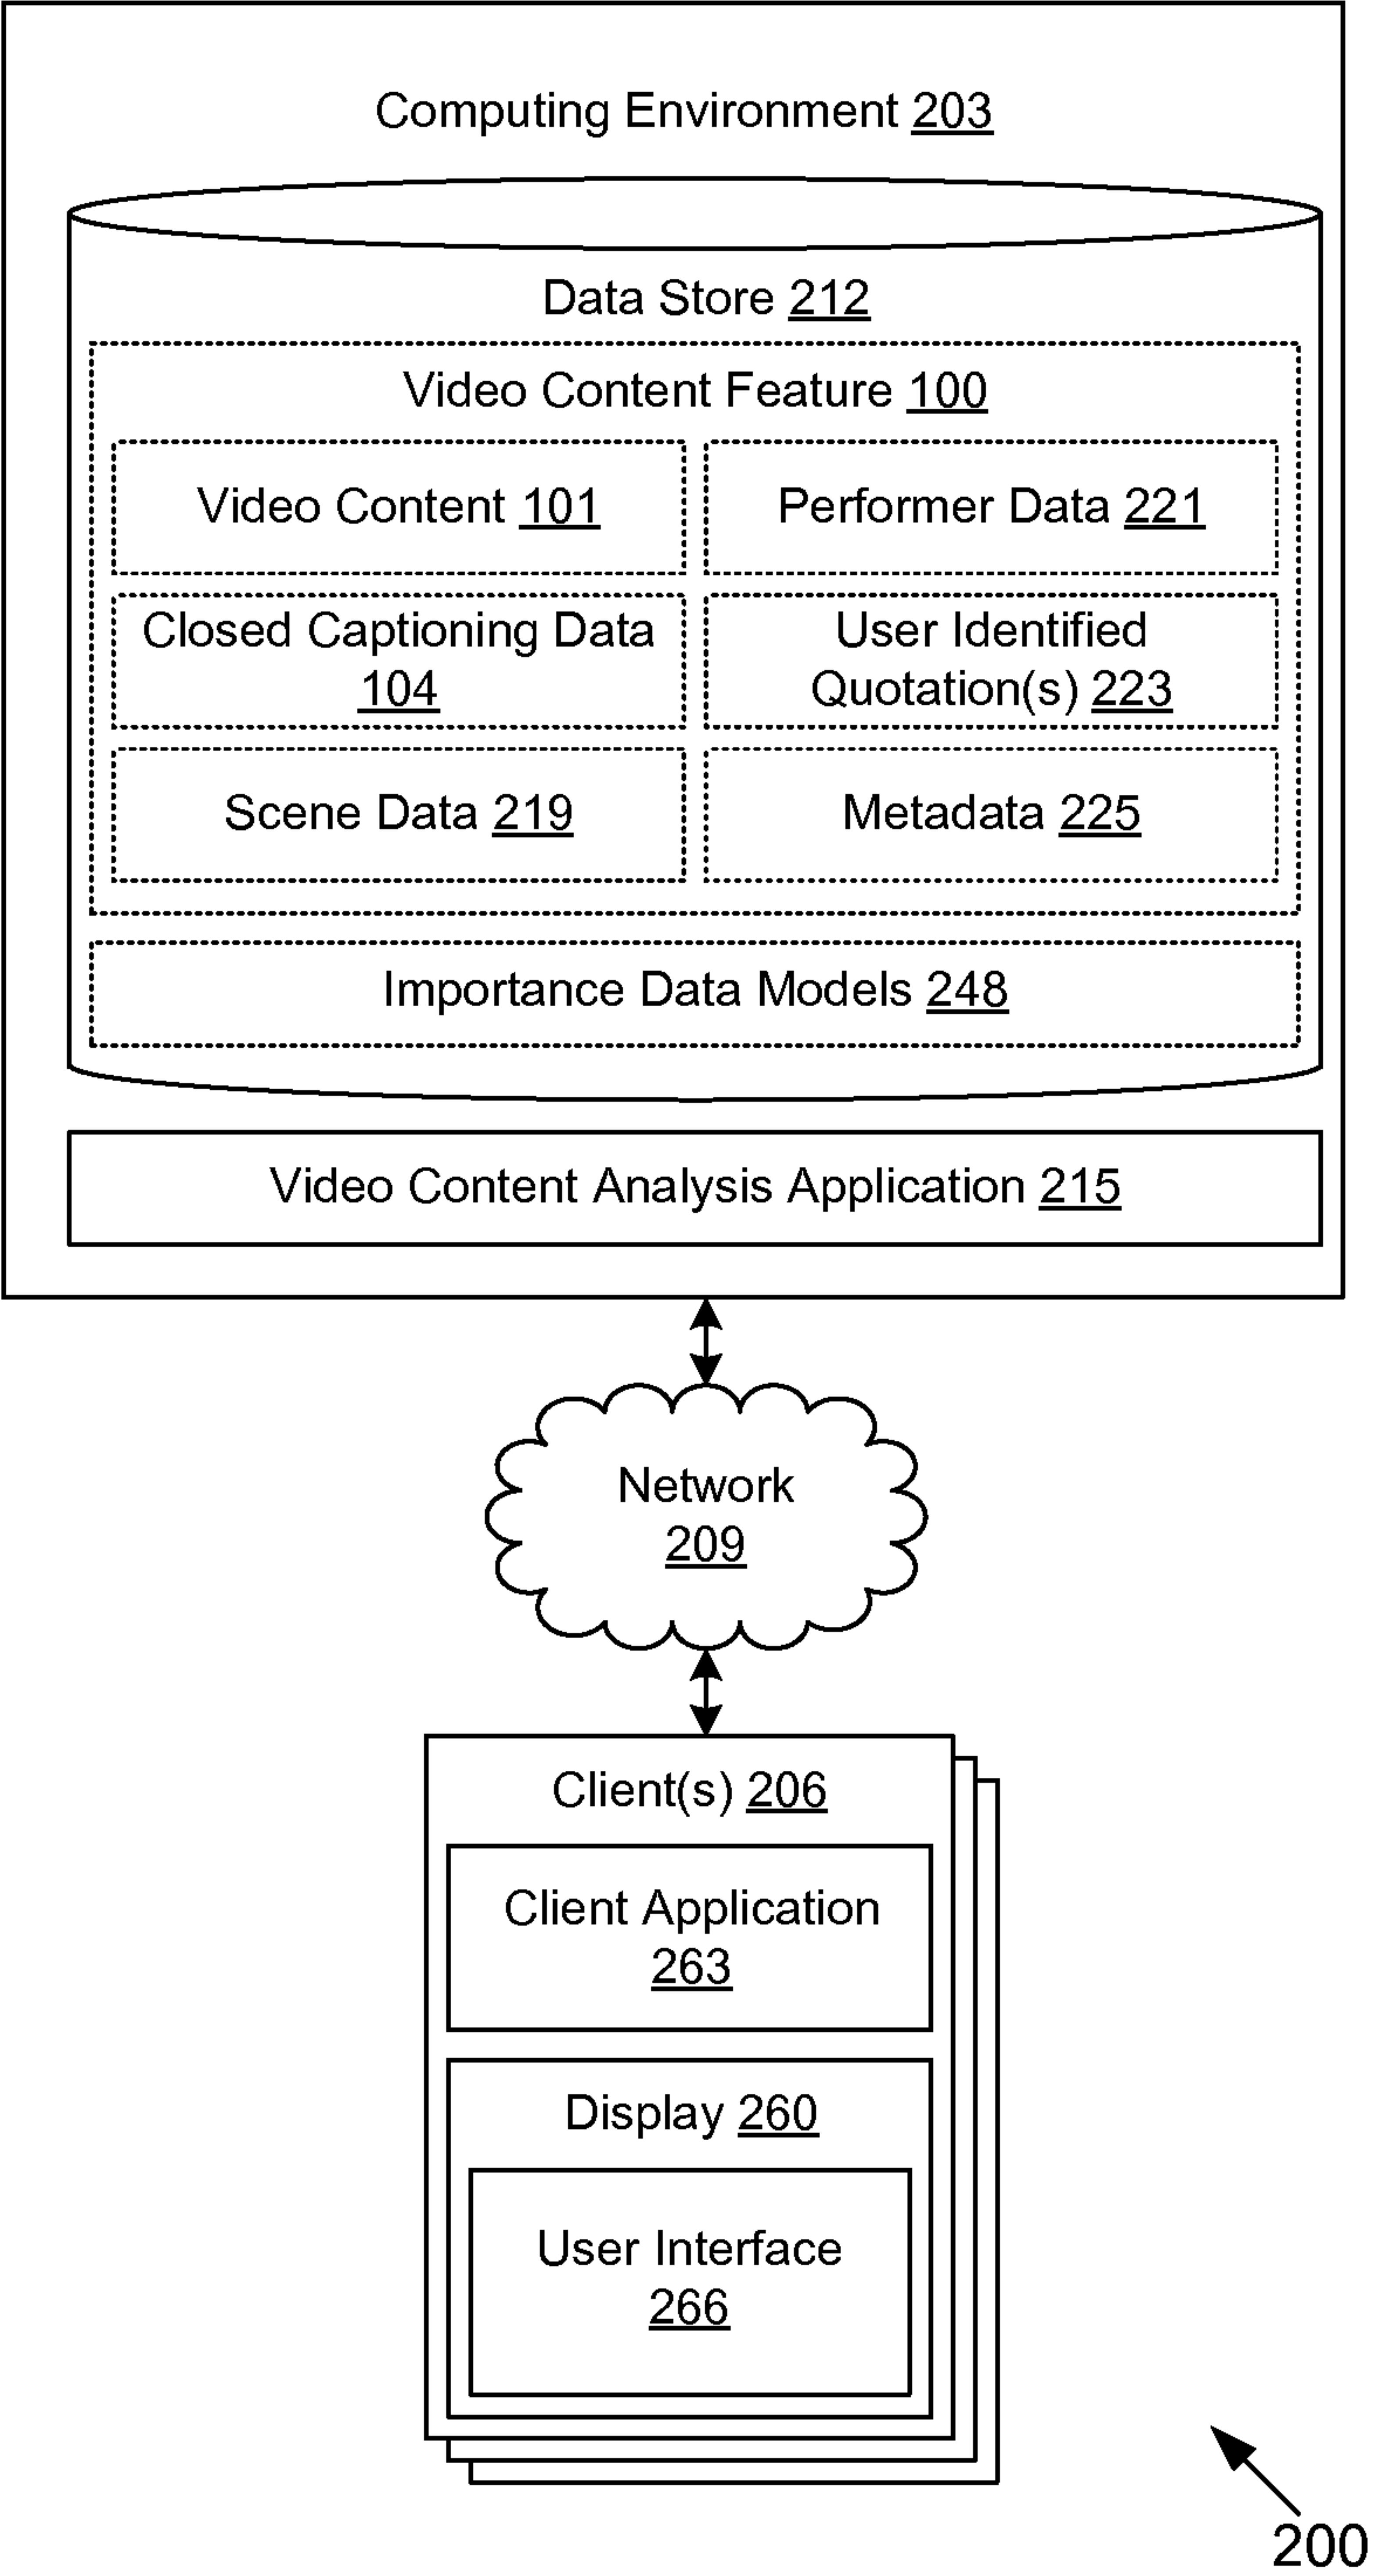 Computing Environment 203
Data Store 212
Video Content Feature 100
Video Content 101
Performer Data 221
Closed Captioning Data
104
User Identified
Quotation(s) 223
Scene Data 219
Metadata 225
Importance Data Models 248
Video Content Analysis Application 215
Network
209
Client(s) 206
Client Application
263
Display 260
User Interface
266
200